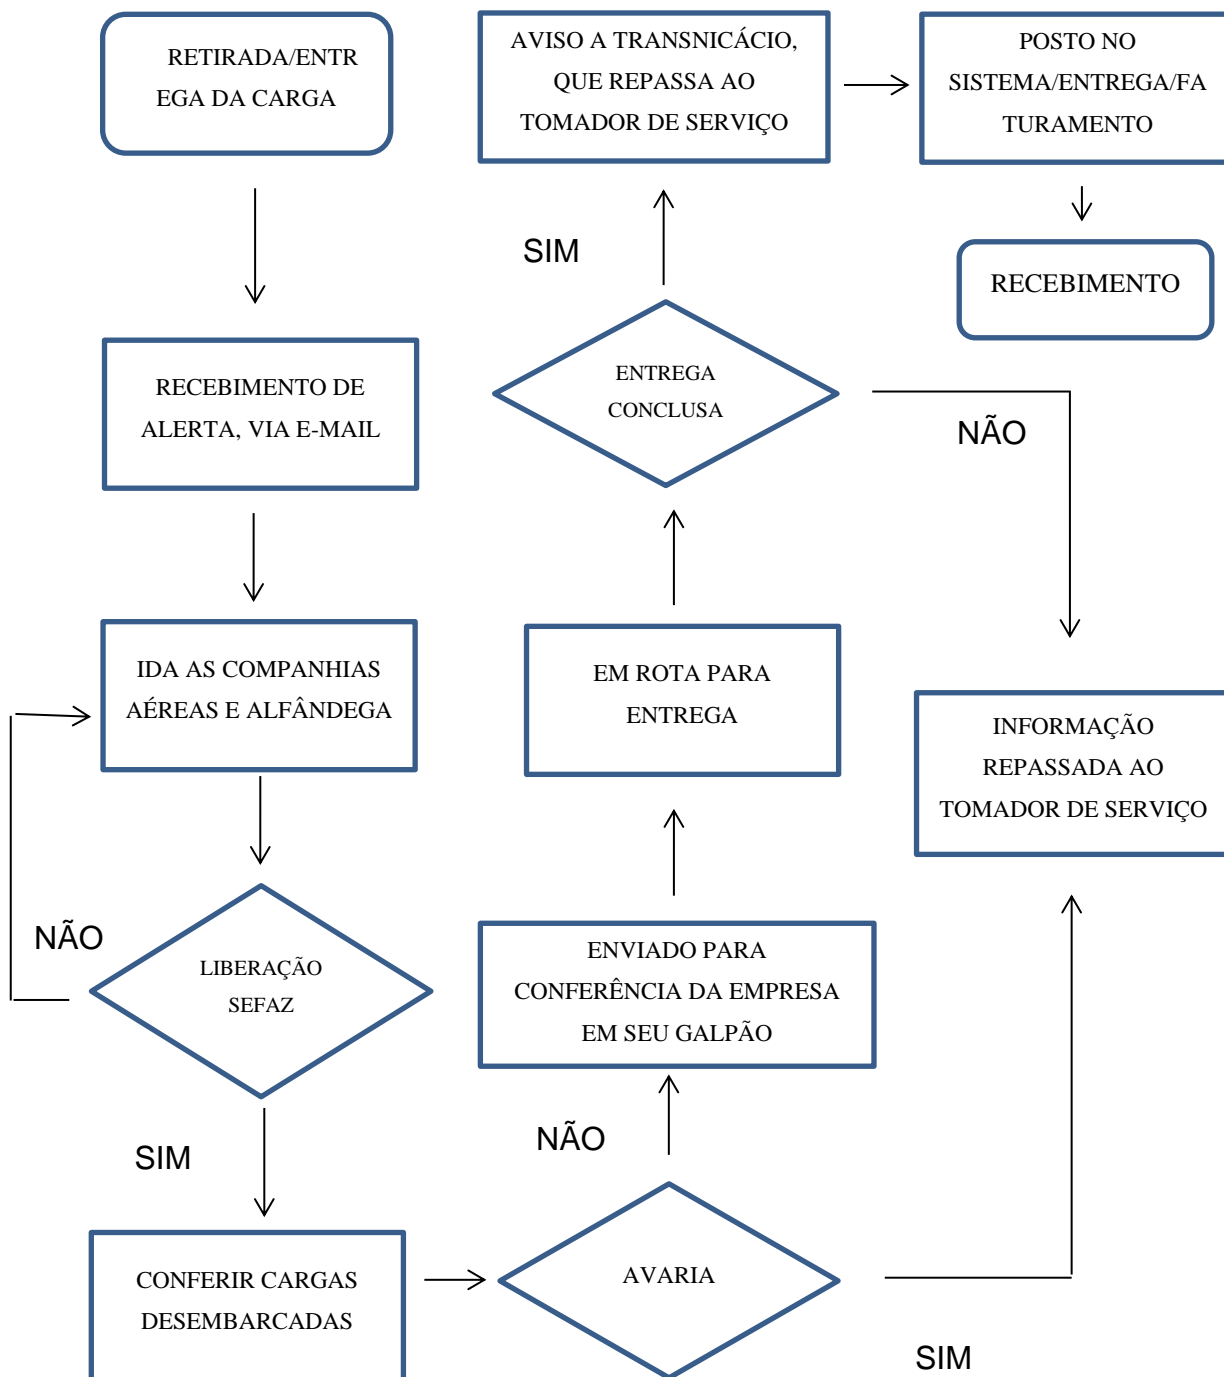 RETIRADA/ENTR
EGA DA CARGA
RECEBIMENTO DE
ALERTA, VIA E-MAIL
IDA AS COMPANHIAS
AÉREAS E ALFÂNDEGA
NÃO
LIBERAÇÃO
SEFAZ
SIM
CONFERIR CARGAS
DESEMBARCADAS
AVISO A TRANSNICÁCIO,
QUE REPASSA AO
TOMADOR DE SERVIÇO
SIM
ENTREGA
CONCLUSA
NÃO
EM ROTA PARA
ENTREGA
ENVIADO PARA
CONFERÊNCIA DA EMPRESA
EM SEU GALPÃO
NÃO
AVARIA
SIM
POSTO NO
SISTEMA/ENTREGA/FA
TURAMENTO
RECEBIMENTO
INFORMAÇÃO
REPASSADA AO
TOMADOR DE SERVIÇO